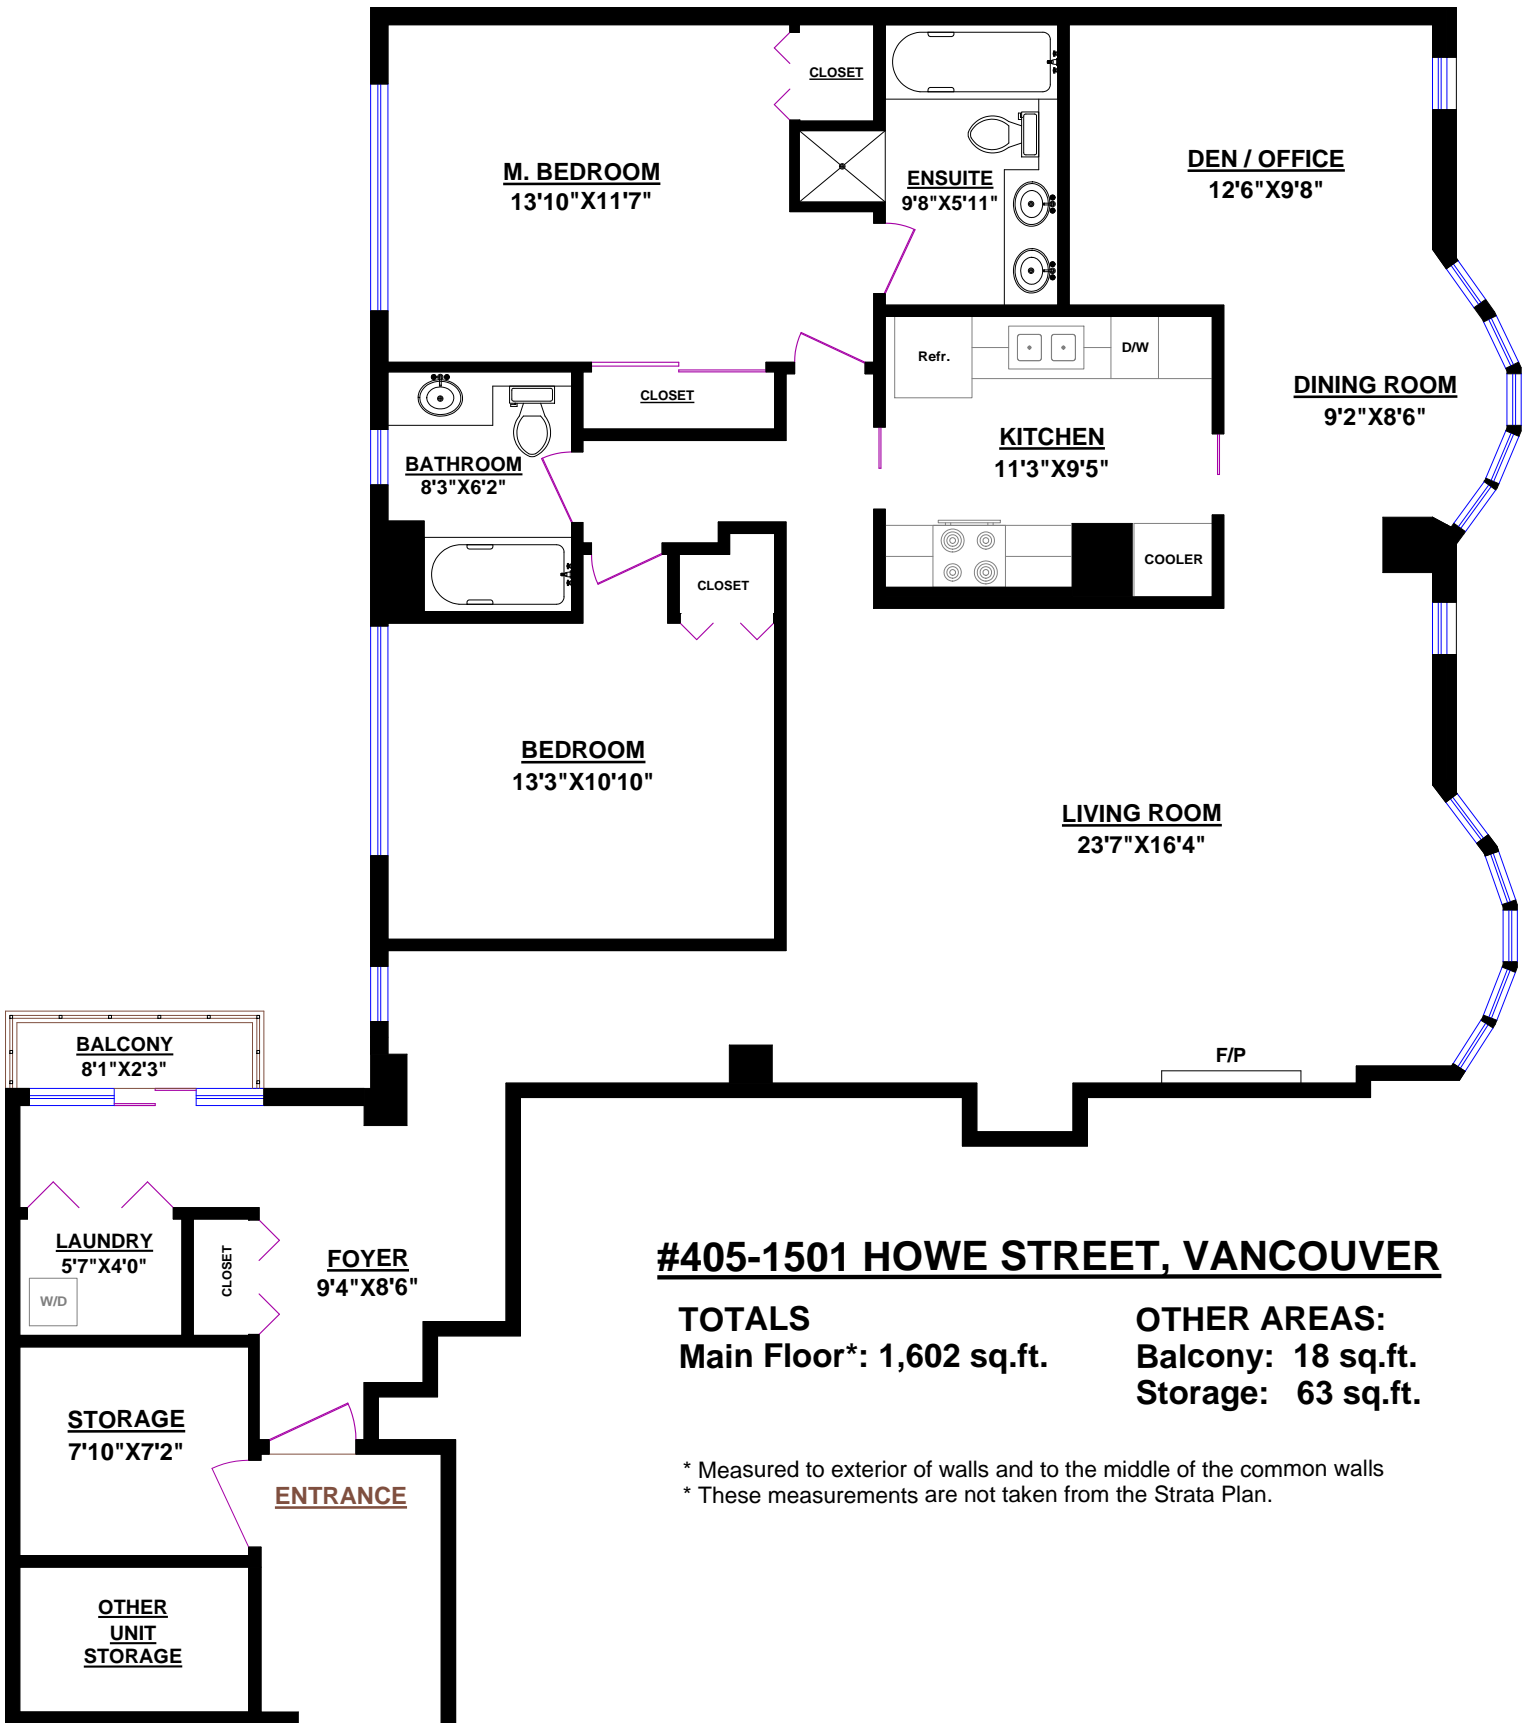 CLOSET
M. BEDROOM
13'10"X11'7"
ENSUITE
9'8"X5'11"
DEN / OFFICE
12'6"X9'8"
Refr.
D/W
CLOSET
DINING ROOM
9'2"X8'6"
KITCHEN
11'3"X9'5"
BATHROOM
8'3"X6'2"
COOLER
CLOSET
BEDROOM
13'3"X10'10"
LIVING ROOM
23'7"X16'4"
BALCONY
8'1"X2'3"
F/P
LAUNDRY
5'7"X4'0"
W/D
CLOSET
FOYER
9'4"X8'6"
#405-1501 HOWE STREET, VANCOUVER
TOTALS
Main Floor*: 1,602 sq.ft.
OTHER AREAS:
Balcony: 18 sq.ft.
Storage: 63 sq.ft.
STORAGE
7'10"X7'2"
ENTRANCE
* Measured to exterior of walls and to the middle of the common walls
* These measurements are not taken from the Strata Plan.
OTHER
UNIT
STORAGE